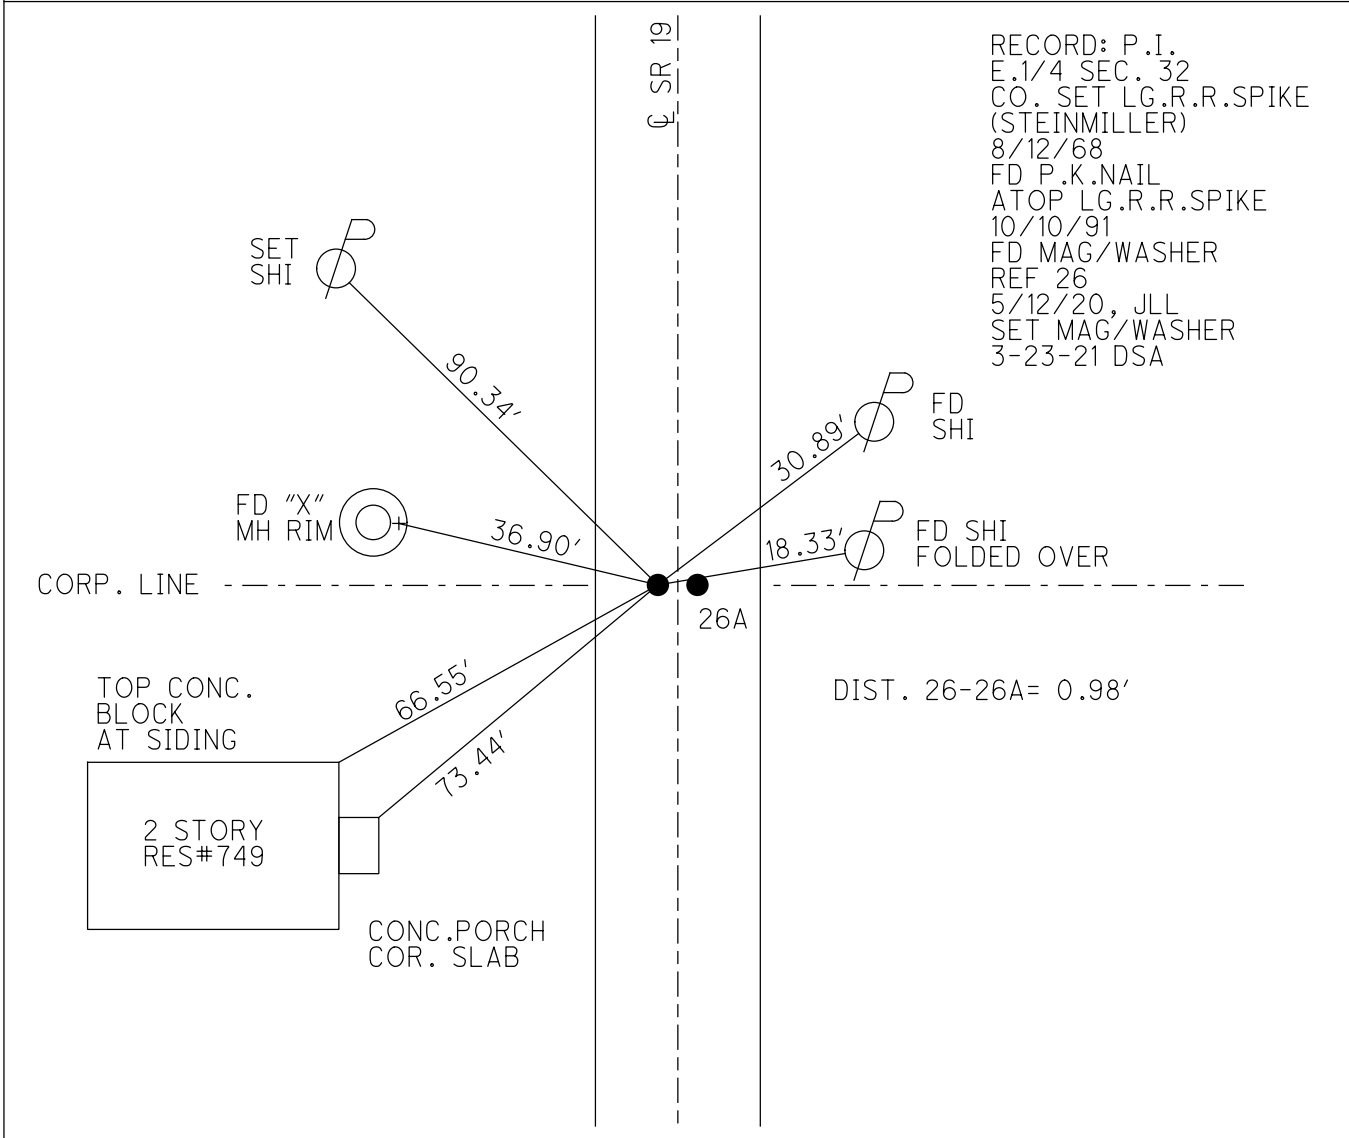 ℄ SR 19
RECORD: P.I.
E.1/4 SEC. 32
CO. SET LG.R.R.SPIKE
(STEINMILLER)
8/12/68
FD P.K.NAIL
ATOP LG.R.R.SPIKE
10/10/91
FD MAG/WASHER
REF 26
5/12/20, JLL
SET MAG/WASHER
3-23-21 DSA
SET
SHI
90.34'
FD
SHI
30.89'
FD "X"
MH RIM
36.90'
18.33'
FD SHI
FOLDED OVER
CORP. LINE
26A
66.55'
TOP CONC.
BLOCK
AT SIDING
DIST. 26-26A= 0.98'
73.44'
2 STORY
RES#749
CONC.PORCH
COR. SLAB